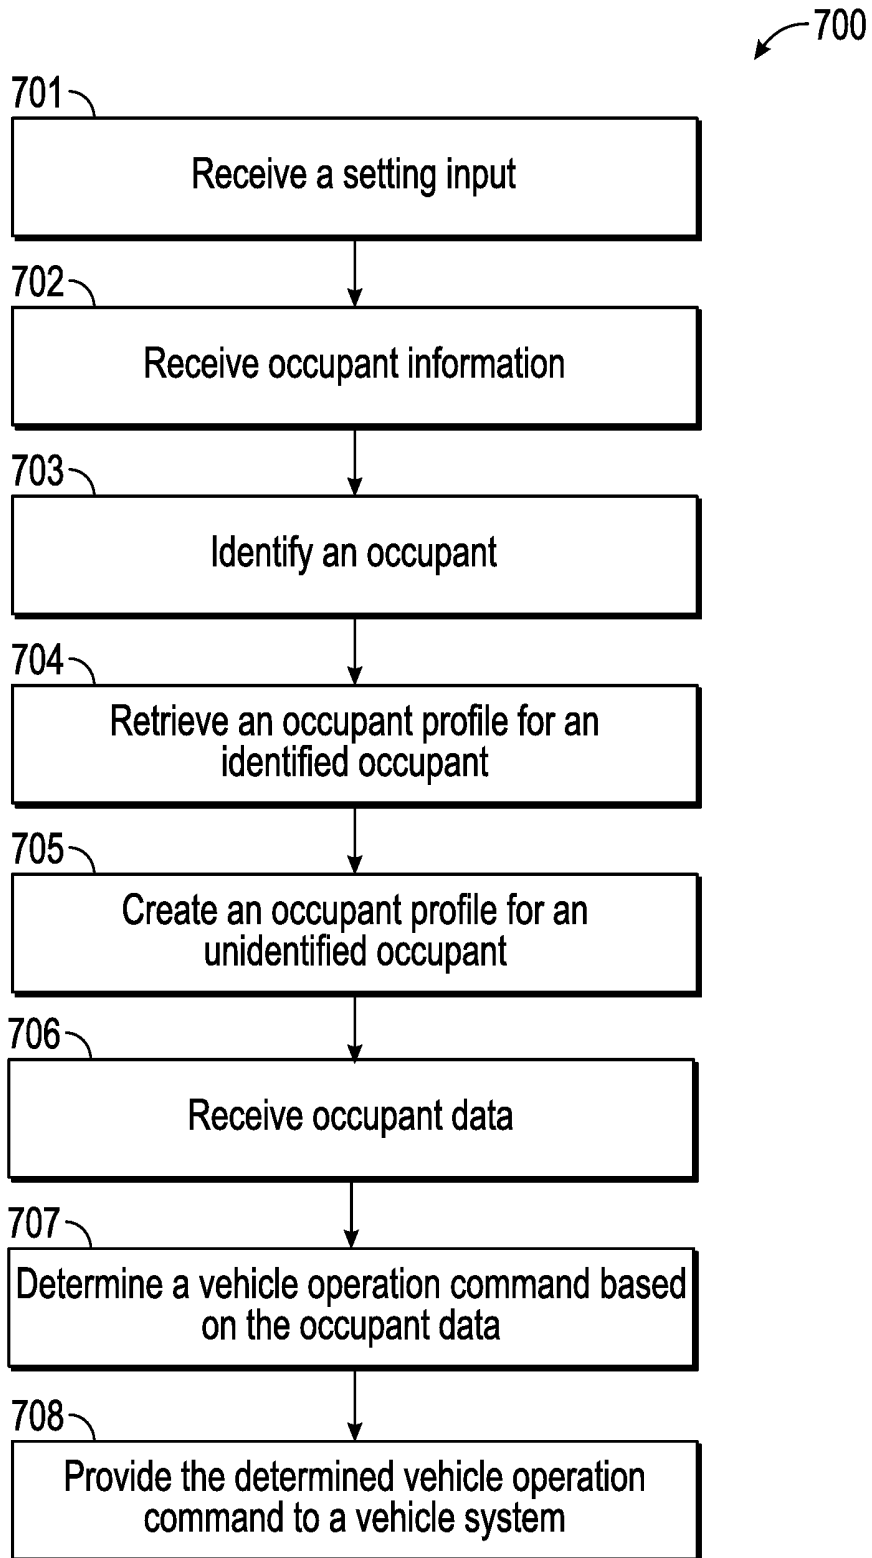 700
701
Receive a setting input
702
Receive occupant information
703
Identify an occupant
704
Retrieve an occupant profile for an
identified occupant
705
Create an occupant profile for an
unidentified occupant
706
Receive occupant data
707
Determine a vehicle operation command based
on the occupant data
708
Provide the determined vehicle operation
command to a vehicle system